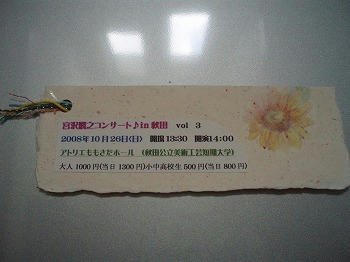 宮沢勝之コンサート♪in 秋田　vol 3
2008年10月26日(日)　開場13:30　開演14:00
アトリエももさだホール　(秋田公立美術工芸短期大学)
大人1000円(当日1300円)小中高校生500円(当日800円)